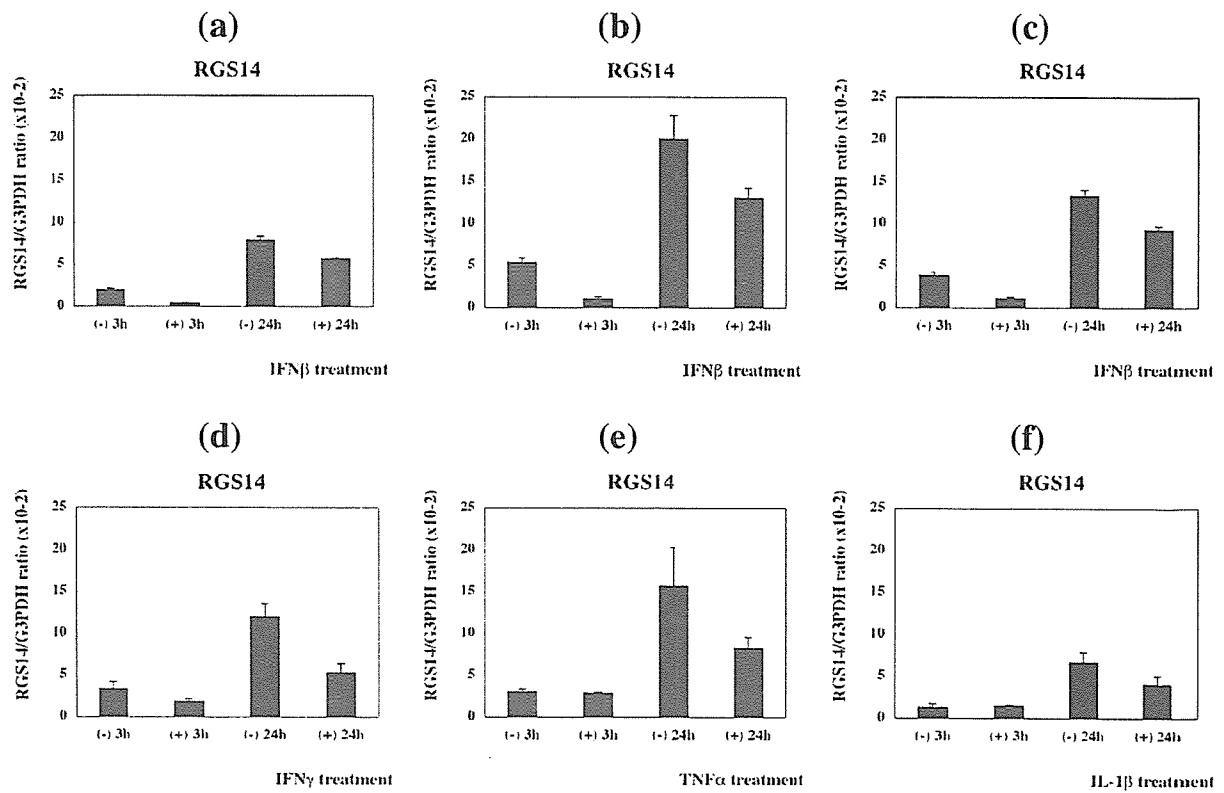 (a)
RGS14
RGS14/G3PDH ratio (x10-2)
25
20
15
10
5
0
(-) 3h (+) 3h (-) 24h (+) 24h
IFNβ treatment
(b)
RGS14
RGS14/G3PDH ratio (x10-2)
25
20
15
10
5
0
(-) 3h (+) 3h (-) 24h (+) 24h
IFNβ treatment
(c)
RGS14
RGS14/G3PDH ratio (x10-2)
25
20
15
10
5
0
(-) 3h (+) 3h (-) 24h (+) 24h
IFNβ treatment
(d)
RGS14
RGS14/G3PDH ratio (x10-2)
25
20
15
10
5
0
(-) 3h (+) 3h (-) 24h (+) 24h
IFNγ treatment
(e)
RGS14
RGS14/G3PDH ratio (x10-2)
25
20
15
10
5
0
(-) 3h (+) 3h (-) 24h (+) 24h
TNFα treatment
(f)
RGS14
RGS14/G3PDH ratio (x10-2)
25
20
15
10
5
0
(-) 3h (+) 3h (-) 24h (+) 24h
IL-1β treatment